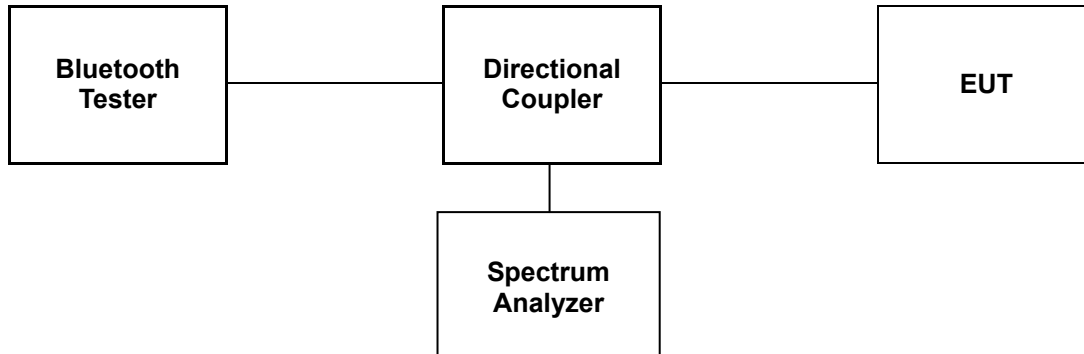 Bluetooth
Tester
Directional
Coupler
EUT
Spectrum
Analyzer